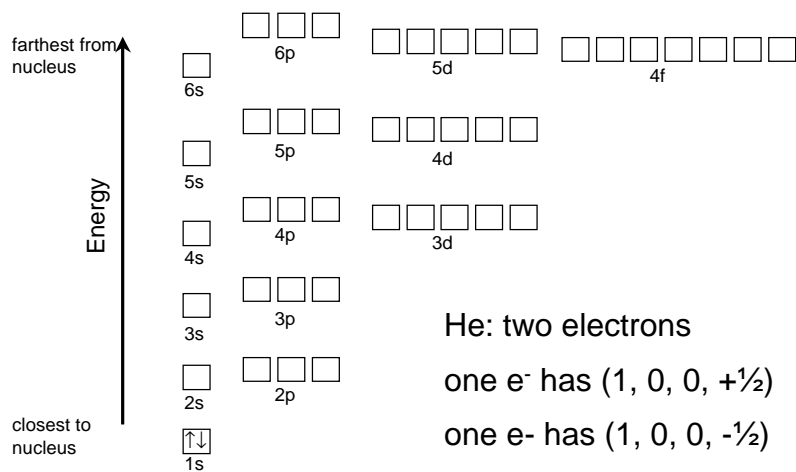 farthest from
nucleus
6p
5d
4f
6s
5p
4d
5s
Energy
4p
3d
4s
3p
3s
He: two electrons
2p
one e⁻ has (1, 0, 0, +½)
2s
closest to
nucleus
↑↓
one e- has (1, 0, 0, -½)
1s